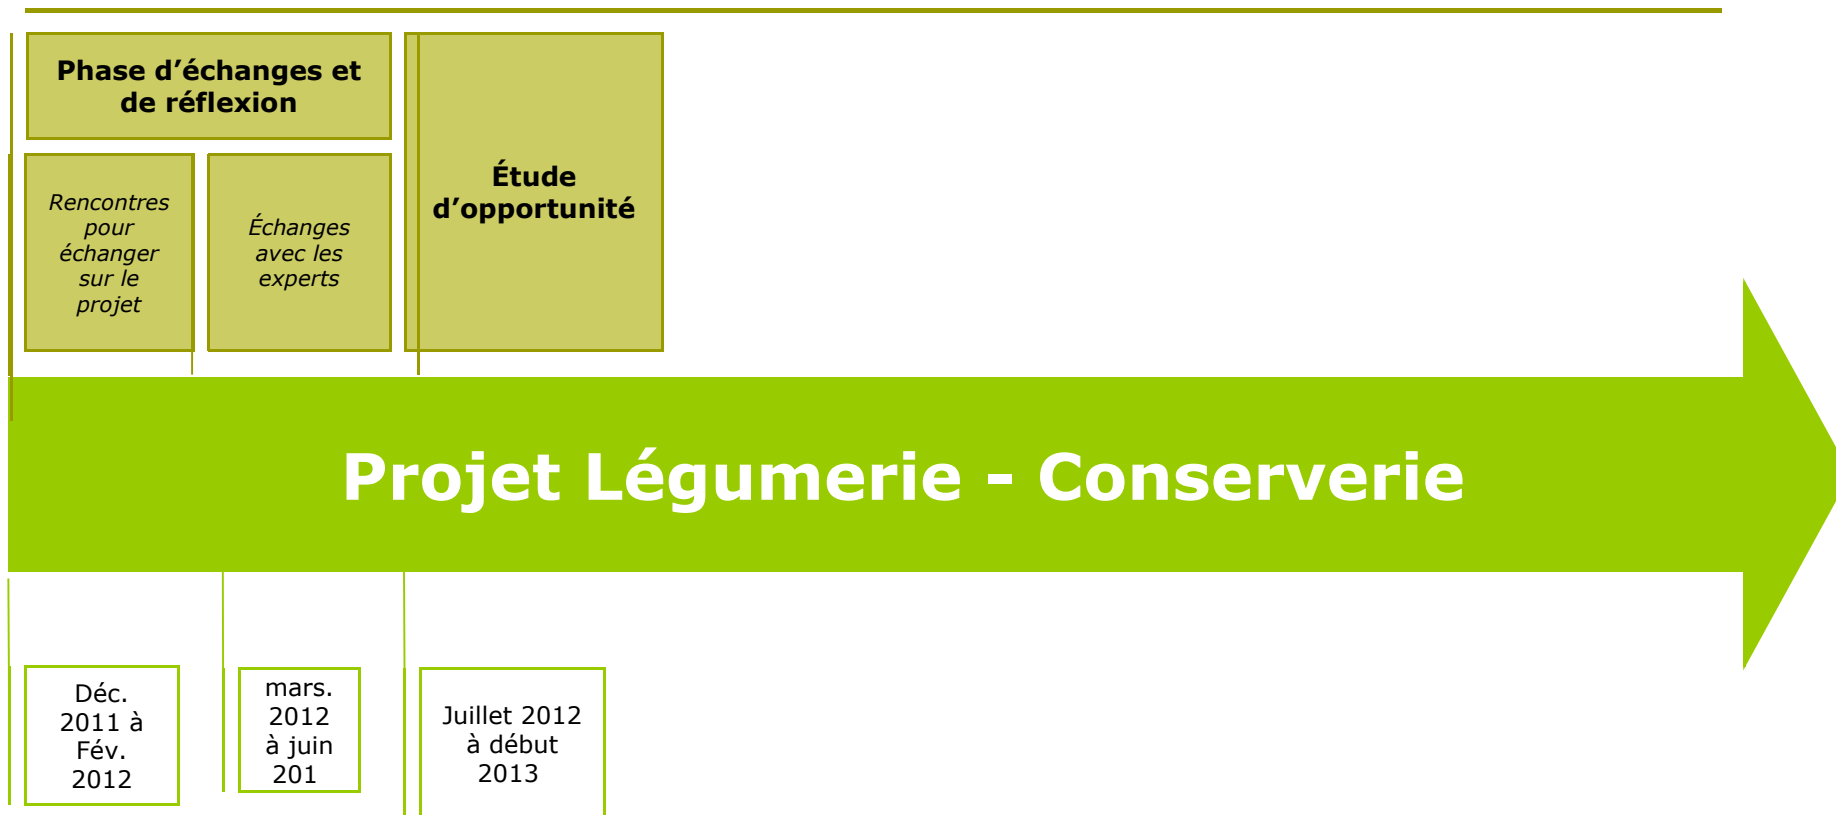 Phase d’échanges et
de réflexion
Rencontres
pour
échanger
sur le
projet
Échanges
avec les
experts
Étude
d’opportunité
Projet Légumerie - Conserverie
Déc.
2011 à
Fév.
2012
mars.
2012
à juin
201
Juillet 2012
à début
2013